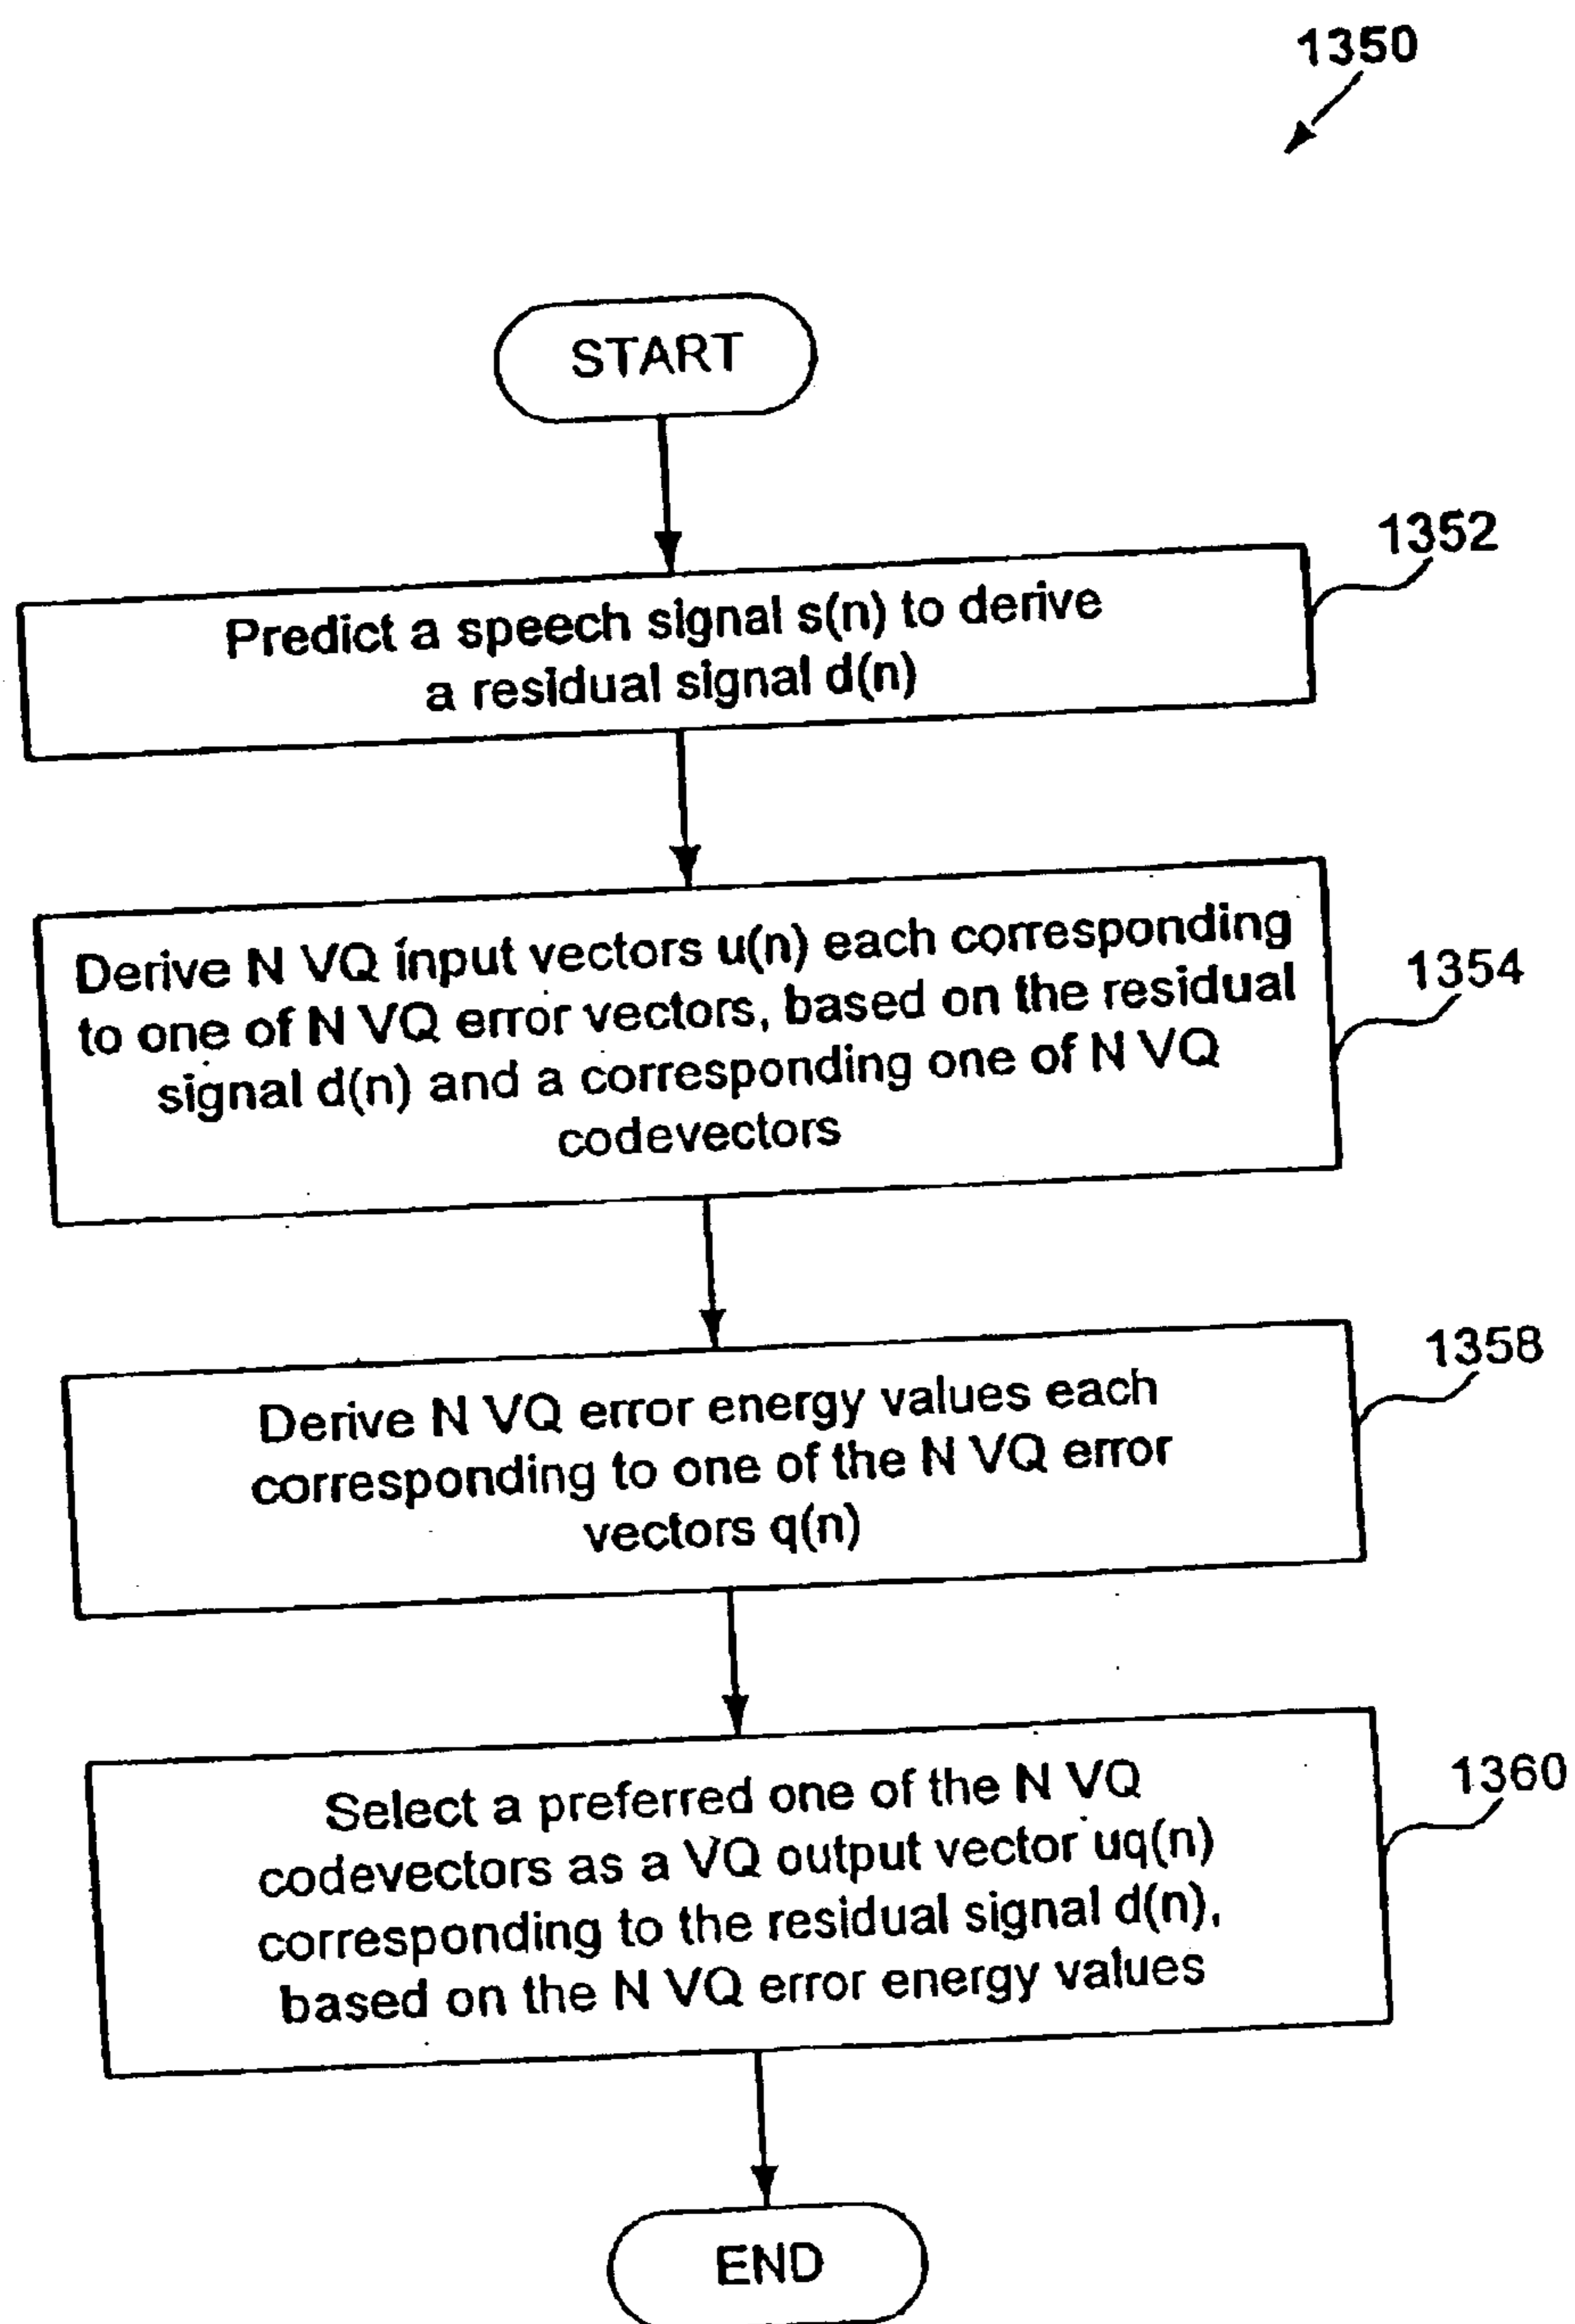 1350
START
1352
Predict a speech signal s(n) to derive
a residual signal d(n)
1354
Derive N VQ input vectors u(n) each corresponding
to one of N VQ error vectors, based on the residual
signal d(n) and a corresponding one of N VQ
codevectors
1358
Derive N VQ error energy values each
corresponding to one of the N VQ error
vectors q(n)
1360
Select a preferred one of the N VQ
codevectors as a VQ output vector uq(n)
corresponding to the residual signal d(n),
based on the N VQ error energy values
END